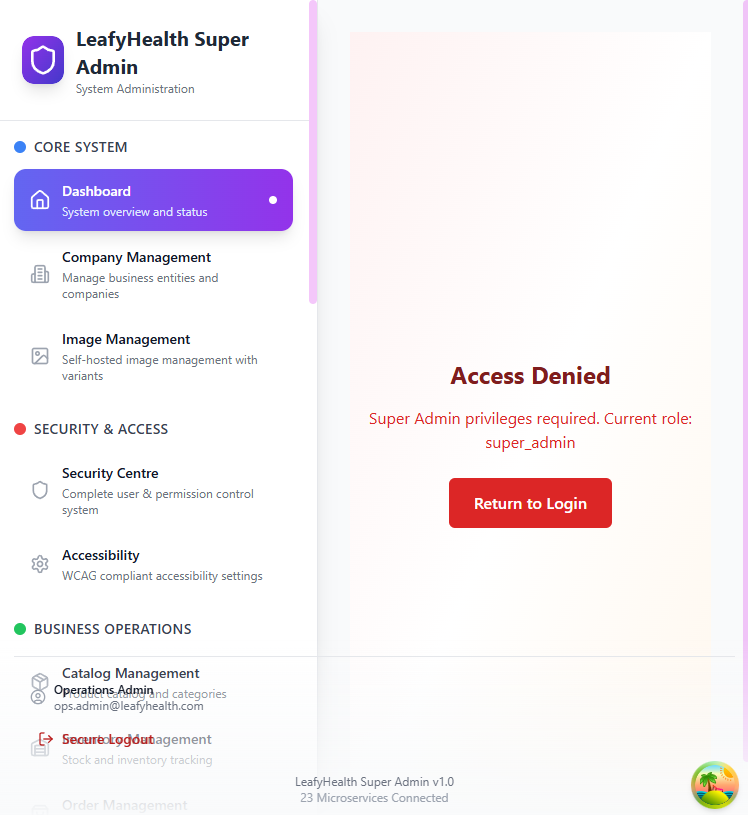 LeafyHealth Super
Admin
System Administration
CORE SYSTEM
Dashboard
System overview and status
Company Management
Manage business entities and
companies
Image Management
Self-hosted image management with
variants
SECURITY & ACCESS
Security Centre
Complete user & permission control
system
Accessibility
WCAG compliant accessibility settings
BUSINESS OPERATIONS
Catalog Management
Operations Admin
Product catalog and categories
ops.admin@leafyhealth.com
Inventory Management
Secure Logout
Stock and inventory tracking
Order Management
Access Denied
Super Admin privileges required. Current role:
super_admin
Return to Login
LeafyHealth Super Admin v1.0
23 Microservices Connected